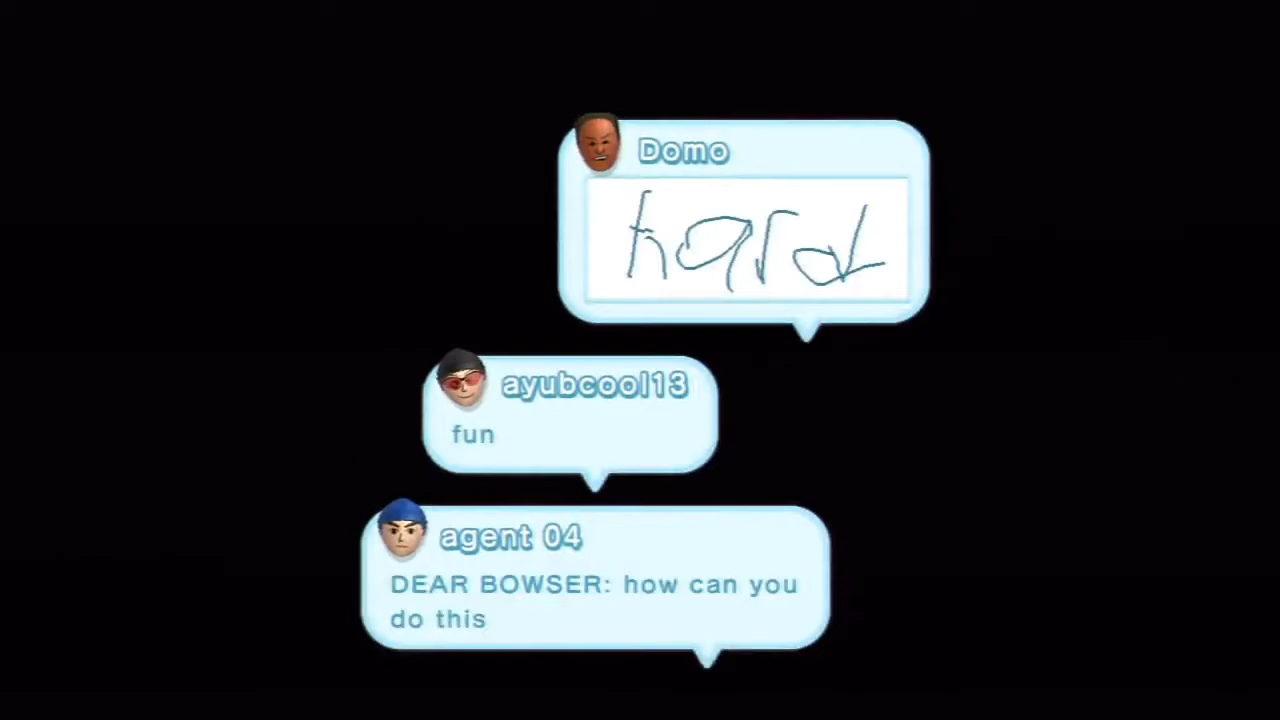 Domo
hard
ayubcool13
fun
agent 04
DEAR BOWSER: how can you
do this